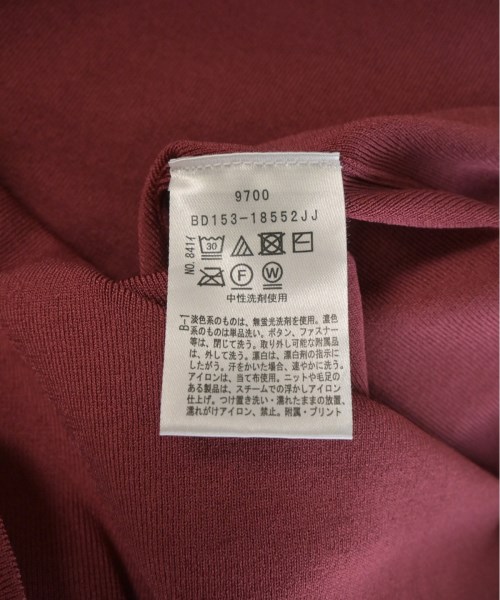 9700
BD153-18552JJ
30
F W
中性洗剤使用
NO. 841イ
B-1
淡色系のものは、無蛍光洗剤を使用。濃色
系のものは単品洗い。ボタン、ファスナー
等は、閉じて洗う。取り外し可能な附属品
は、外して洗う。漂白は、漂白剤の指示に
したがう。汗をかいた場合、速やかに洗う。
アイロンは、当て布使用。ニットや毛足の
ある製品は、スチームでの浮かしアイロン
仕上げ。つけ置き洗い・濡れたままの放置、
濡れがけアイロン、禁止。附属・プリント